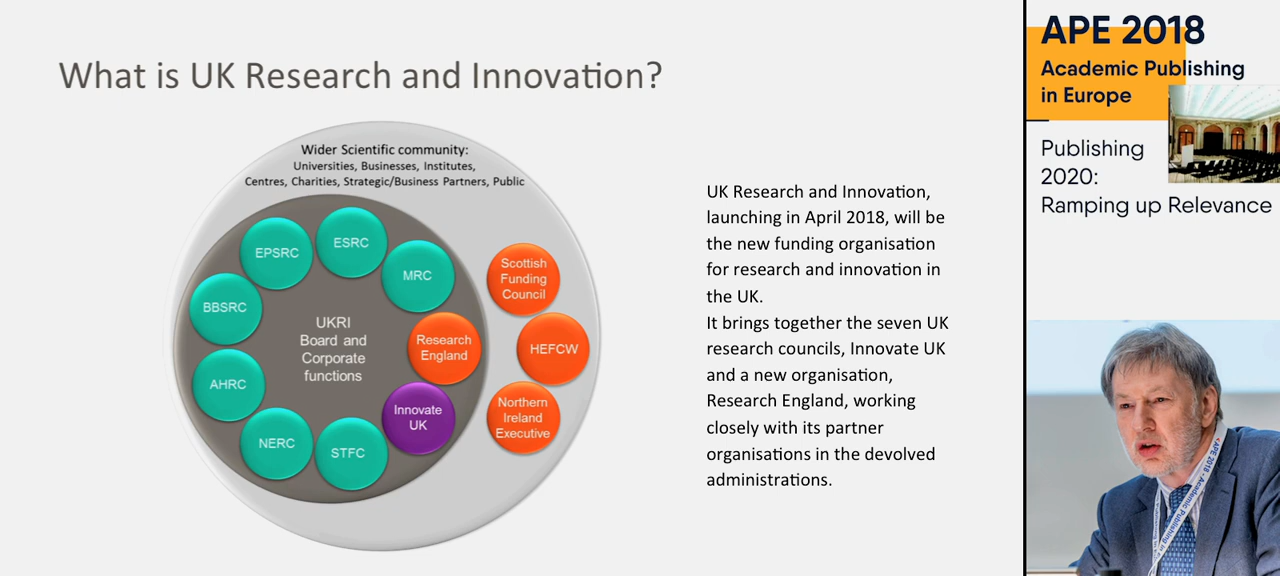 What is UK Research and Innovation?
Wider Scientific community:
Universities, Businesses, Institutes,
Centres, Charities, Strategic/Business Partners, Public
EPSRC
ESRC
MRC
BBSRC
AHRC
NERC
STFC
UKRI
Board and
Corporate
functions
Research
England
Innovate
UK
Scottish
Funding
Council
HEFCW
Northern
Ireland
Executive
UK Research and Innovation,
launching in April 2018, will be
the new funding organisation
for research and innovation in
the UK.
It brings together the seven UK
research councils, Innovate UK
and a new organisation,
Research England, working
closely with its partner
organisations in the devolved
administrations.
APE 2018
Academic Publishing
in Europe
Publishing
2020:
Ramping up Relevance
APE 2018 - Academic Publishing